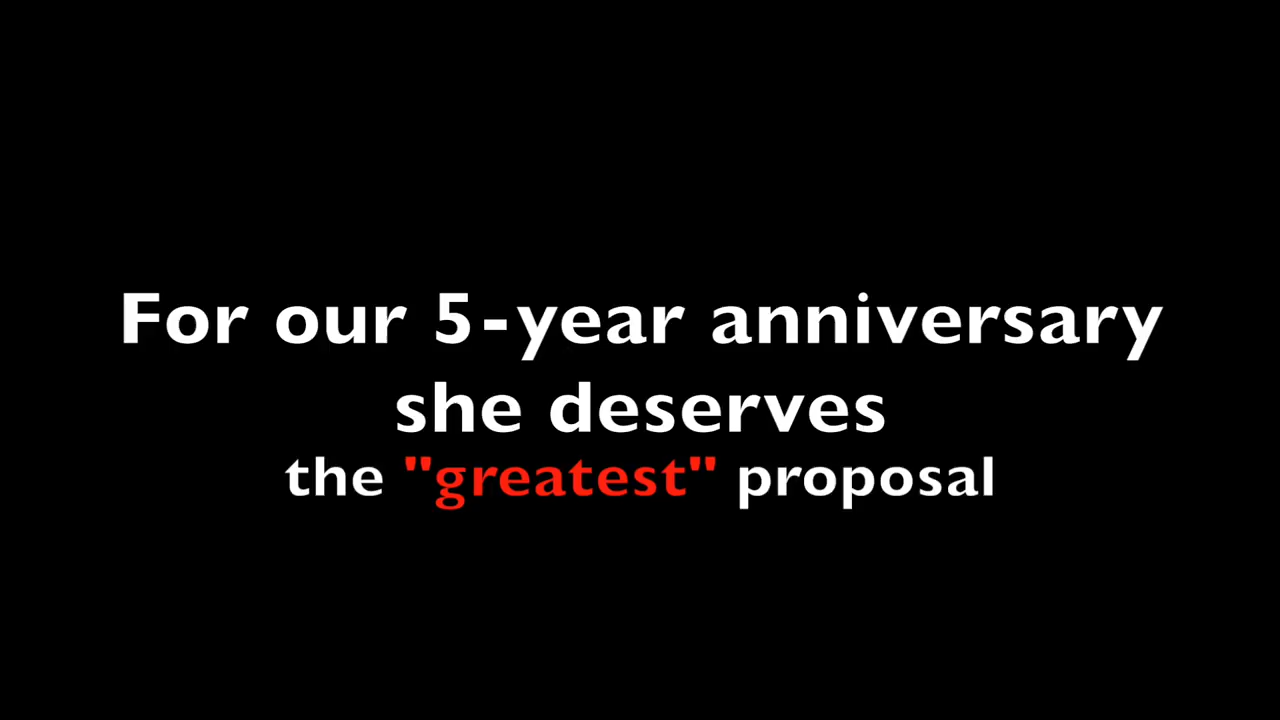 For our 5-year anniversary
she deserves
the "greatest" proposal